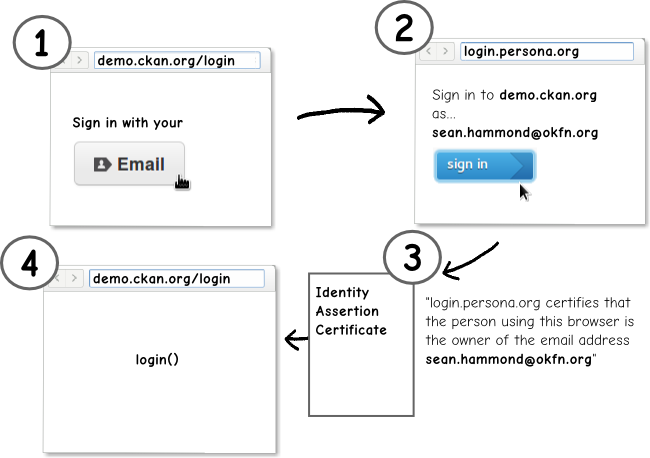 1
demo.ckan.org/login
Sign in with your
Email
2
login.persona.org
Sign in to demo.ckan.org
as...
sean.hammond@okfn.org
sign in
3
Identity
Assertion
Certificate
"login.persona.org certifies that
the person using this browser is
the owner of the email address
sean.hammond@okfn.org"
4
demo.ckan.org/login
login()